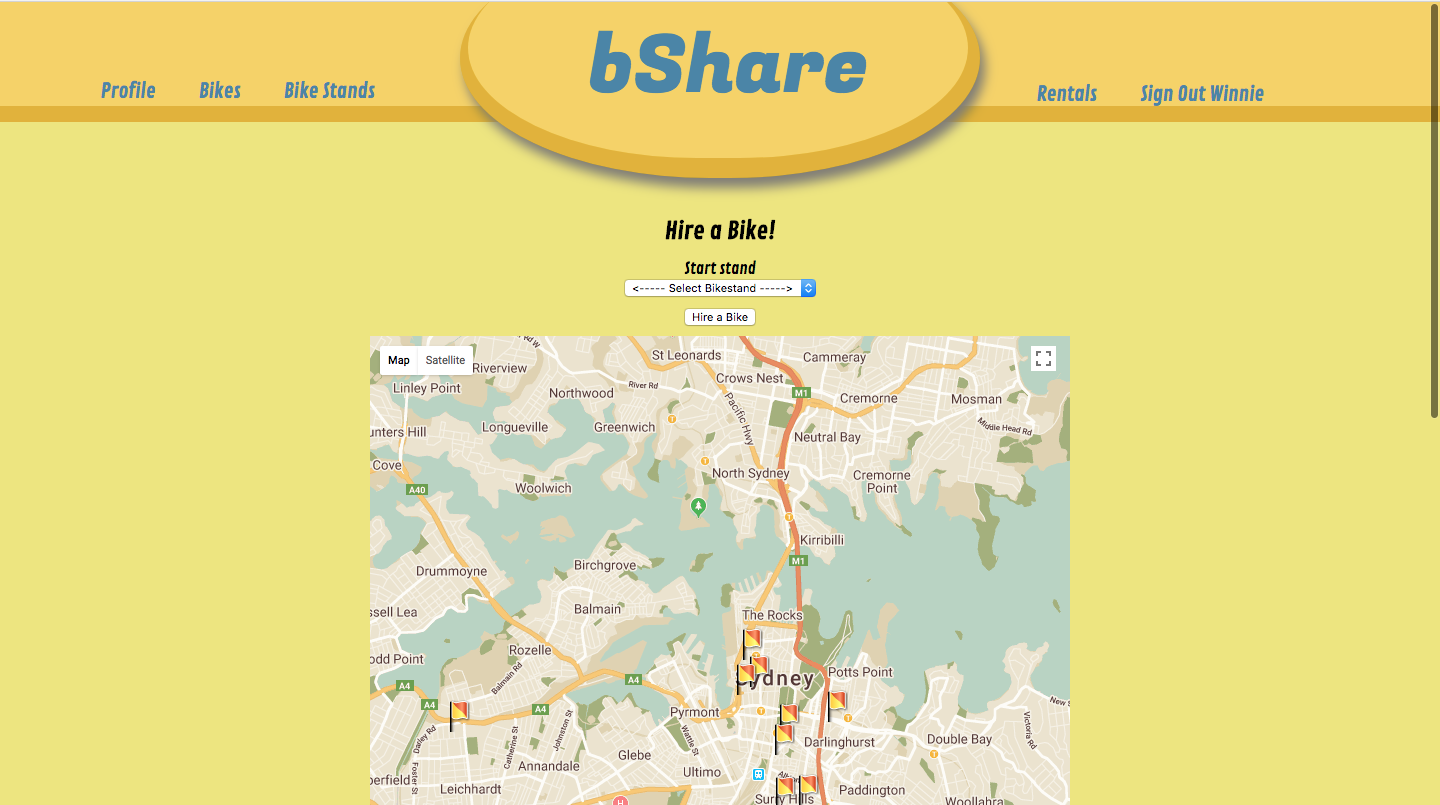 bShare
Profile
Bikes
Bike Stands
Rentals
Sign Out Winnie
Hire a Bike!
Start stand
<----- Select Bikestand ----->
Hire a Bike
Map
Satellite
St Leonards
Cammeray
Riverview
Crows Nest
River Rd
Linley Point
Northwood
M1
Cremorne
Mosman
Pacific Hwy
Middle Head Rd
unters Hill
Longueville
Greenwich
Neutral Bay
Cove
North Sydney
Cremorne
Point
A40
Woolwich
Kirribilli
M1
Birchgrove
Drummoyne
Balmain
ssell Lea
The Rocks
Rozelle
odd Point
Balmain Rd
A4
A4
Sydney
Potts Point
A4
A4
Pyrmont
New S
Darley Rd
Catherine St
Johnston St
Wattle St
Victoria Rd
Glebe
Darlinghurst
Double Bay
Annandale
Ultimo
perfield
Foster St
Leichhardt
H
Surry Hills
Paddington
Woollahra